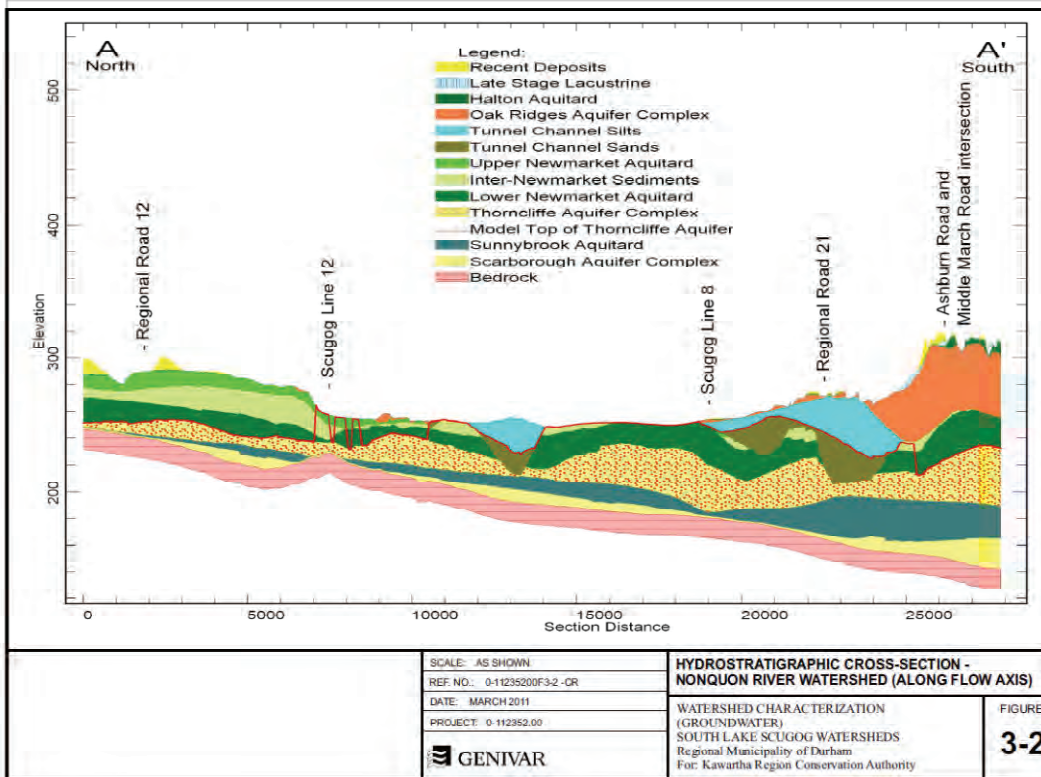 A
North
A'
South
Legend:
Recent Deposits
Late Stage Lacustrine
Halton Aquitard
Oak Ridges Aquifer Complex
Tunnel Channel Silts
Tunnel Channel Sands
Upper Newmarket Aquitard
Inter-Newmarket Sediments
Lower Newmarket Aquitard
Thorncliffe Aquifer Complex
Model Top of Thorncliffe Aquifer
Sunnybrook Aquitard
Scarborough Aquifer Complex
Bedrock
- Regional Road 12
- Scugog Line 12
- Scugog Line 8
- Regional Road 21
- Ashburn Road and
Middle March Road intersection
Elevation
500
400
300
200
0
5000
10000
15000
20000
25000
Section Distance
SCALE: AS SHOWN
REF. NO.: 0-11235200F3-2 -CR
DATE: MARCH 2011
PROJECT: 0-112352.00
GENIVAR
HYDROSTRATIGRAPHIC CROSS-SECTION -
NONQUON RIVER WATERSHED (ALONG FLOW AXIS)
WATERSHED CHARACTERIZATION
(GROUNDWATER)
SOUTH LAKE SCUGOG WATERSHEDS
Regional Municipality of Durham
For: Kawartha Region Conservation Authority
FIGURE
3-2